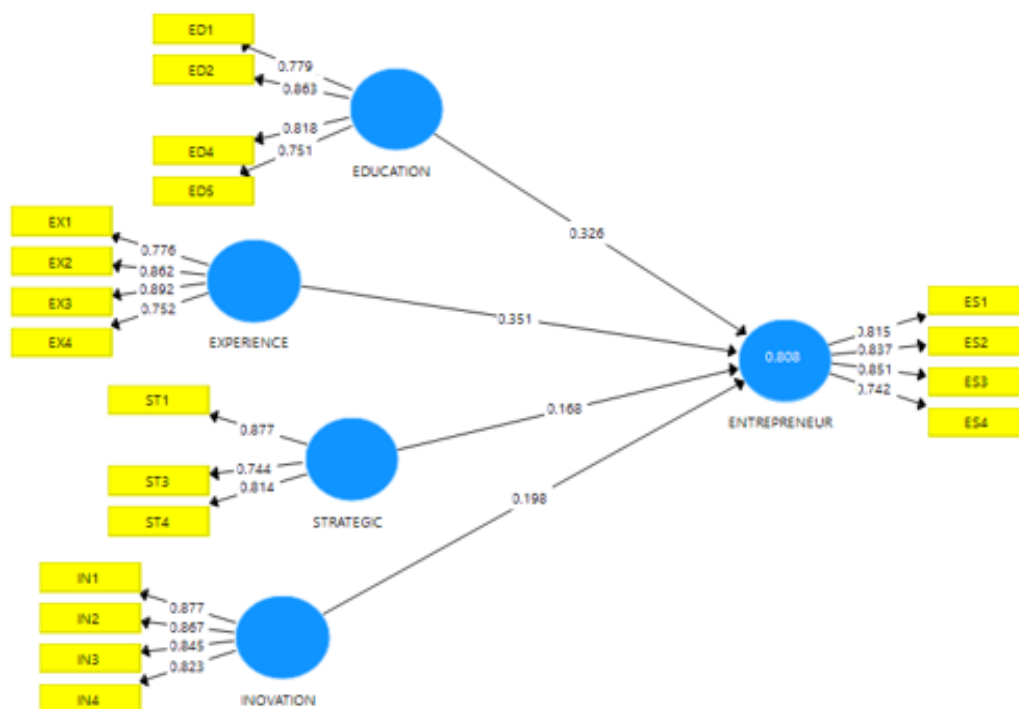 ED1
0.779
ED2
0.863
0.818
ED4
0.751
ED5
EDUCATION
0.326
EX1
0.776
EX2
0.862
0.892
EX3
0.752
EX4
EXPERIENCE
0.351
ST1
0.877
0.744
ST3
0.814
ST4
STRATEGIC
0.168
IN1
0.877
IN2
0.867
0.845
IN3
0.823
IN4
INOVATION
0.198
0.808
ENTREPRENEUR
ES1
0.815
ES2
0.837
0.851
ES3
0.742
ES4